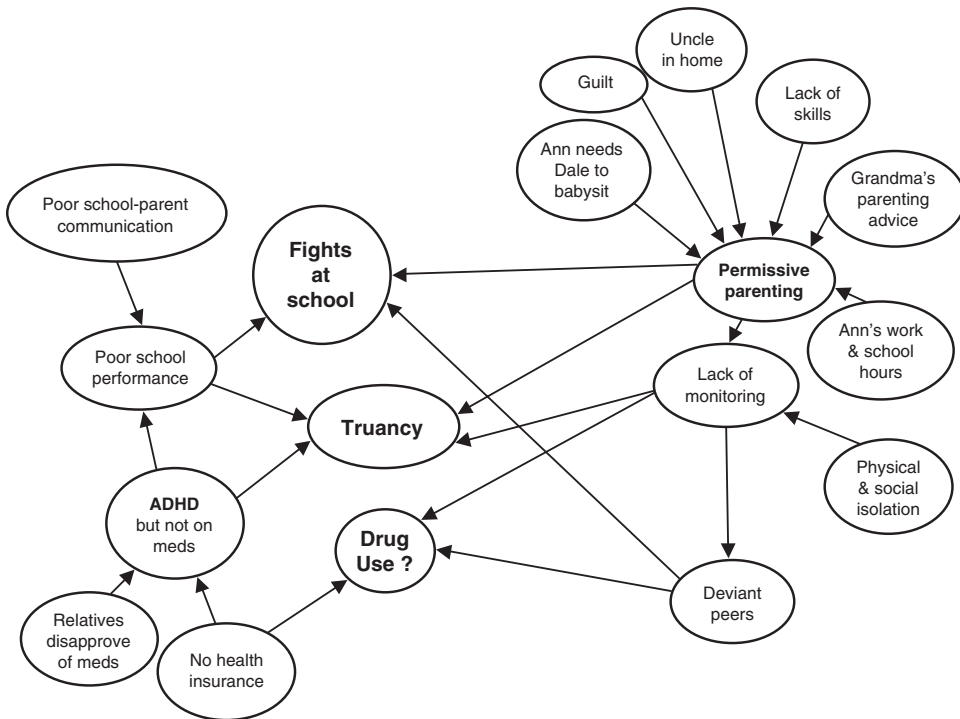 Uncle
in home
Guilt
Lack of
skills
Ann needs
Dale to
babysit
Grandma’s
parenting
advice
Poor school-parent
communication
Fights
at
school
Permissive
parenting
Ann’s work
& school
hours
Poor school
performance
Lack of
monitoring
Truancy
Physical
& social
isolation
ADHD
but not on
meds
Drug
Use ?
Deviant
peers
Relatives
disapprove
of meds
No health
insurance